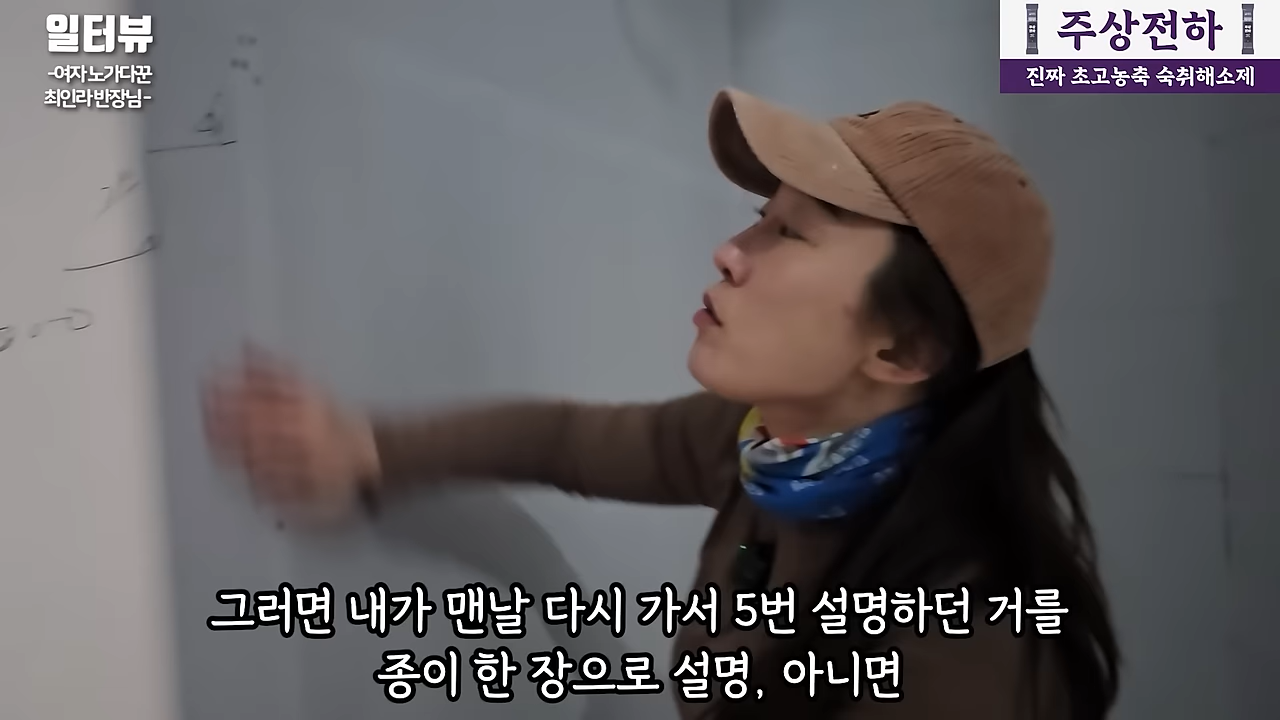 일터뷰
-여자 노가다꾼
최인라 반장님-
주상전하
진짜 초고농축 숙취해소제
그러면 내가 맨날 다시 가서 5번 설명하던 거를
종이 한 장으로 설명, 아니면